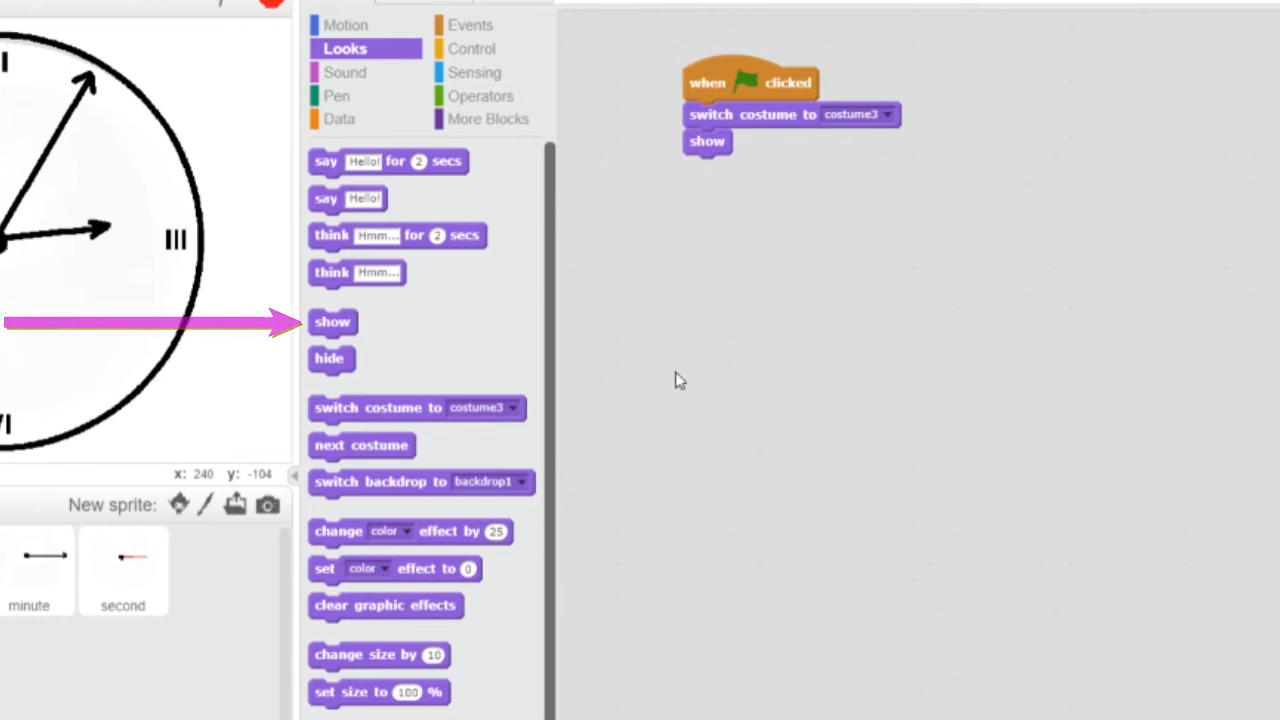 Motion
Events
Looks
Control
Sound
Sensing
Pen
Operators
Data
More Blocks
say Hello! for 2 secs
say Hello!
think Hmm... for 2 secs
think Hmm...
show
hide
switch costume to costume3
next costume
switch backdrop to backdrop1
change color effect by 25
set color effect to 0
clear graphic effects
change size by 10
set size to 100 %
when clicked
switch costume to costume3
show
III
x: 240 y: -104
New sprite:
minute
second